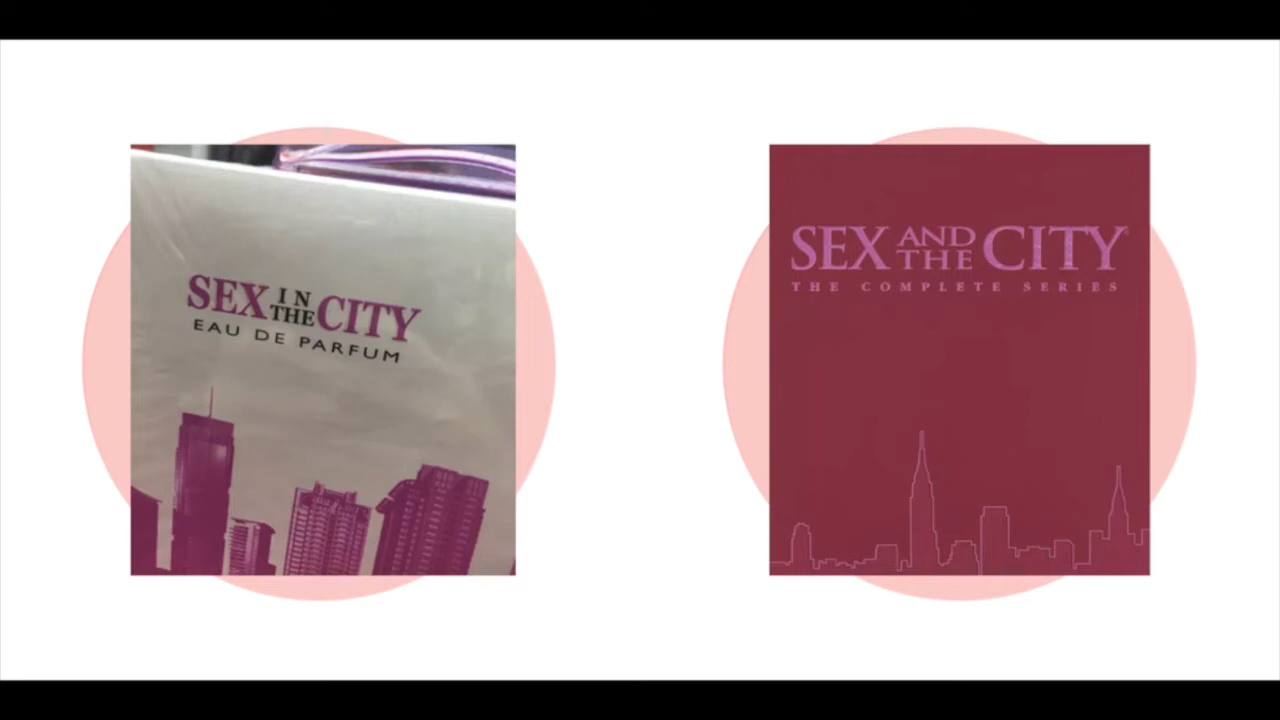 SEX IN THE CITY
EAU DE PARFUM
SEX AND THE CITY®
THE COMPLETE SERIES